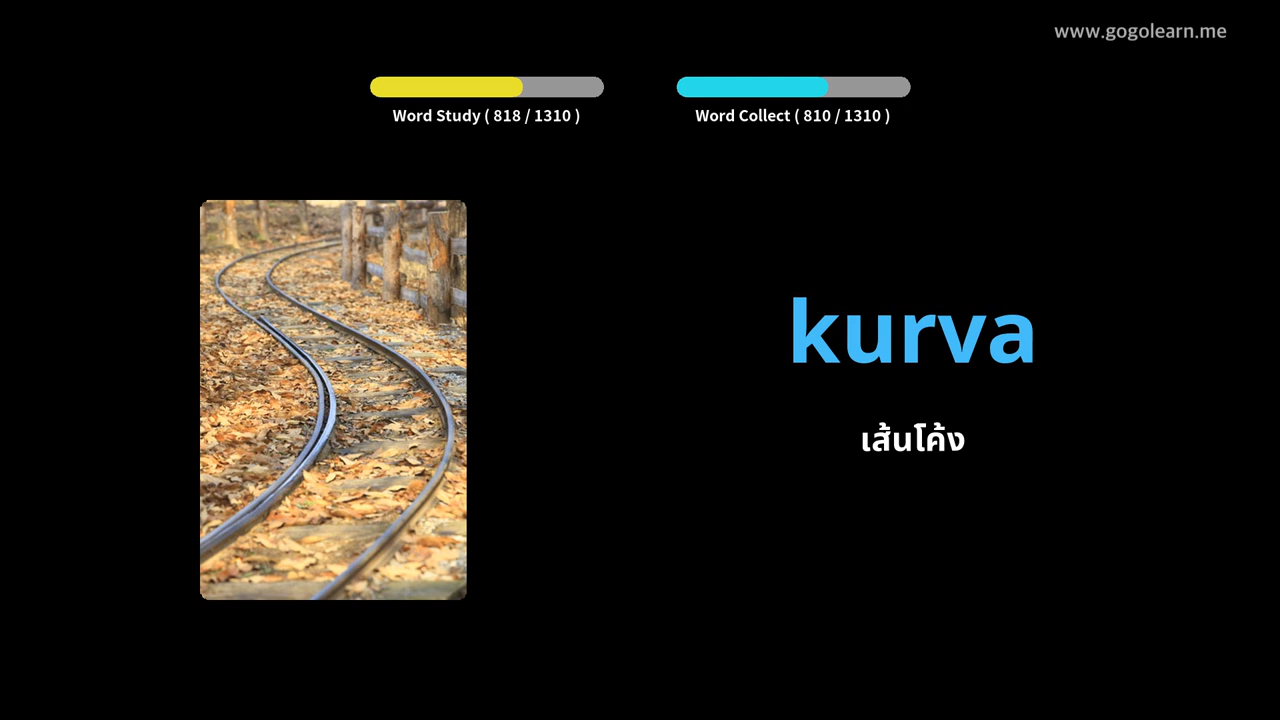 www.gogolearn.me
Word Study ( 818 / 1310 )
Word Collect ( 810 / 1310 )
kurva
เส้นโค้ง